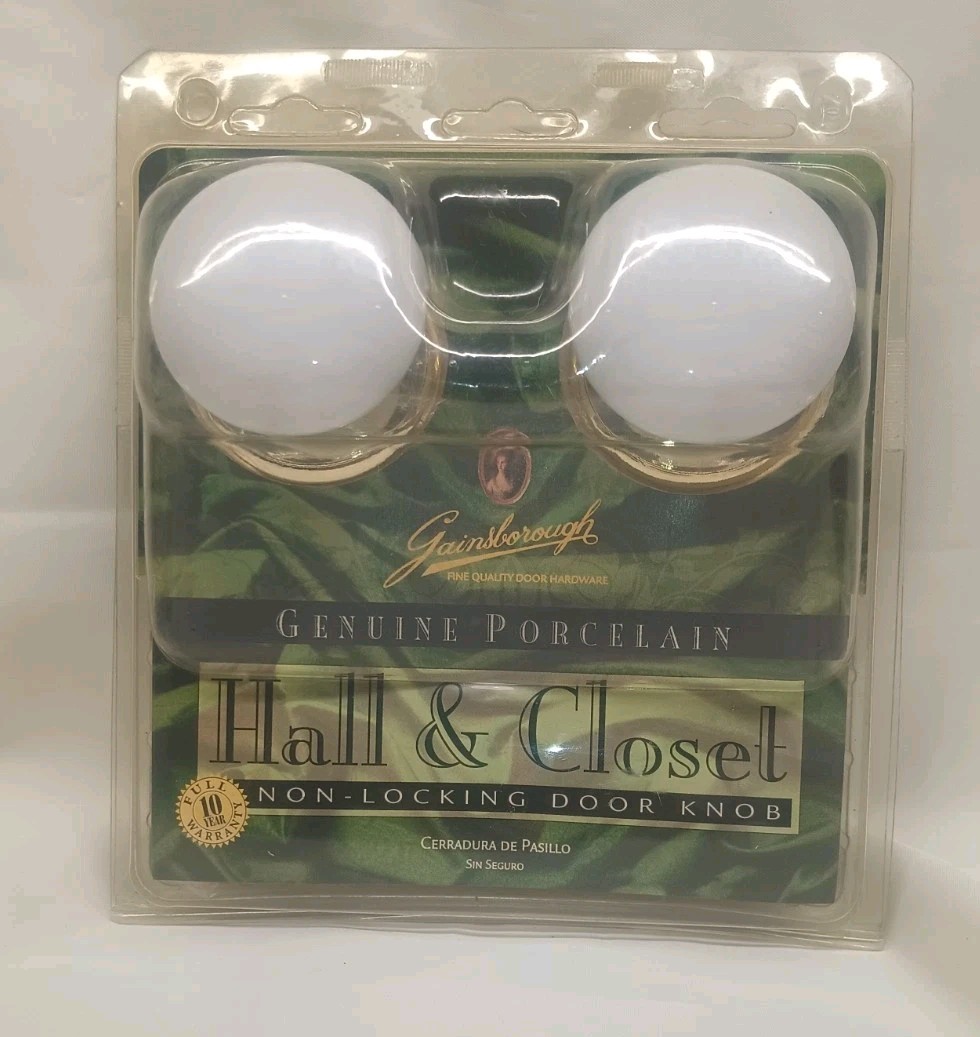 Gainsborough
FINE QUALITY DOOR HARDWARE
GENUINE PORCELAIN
Hall & Closet
NON-LOCKING DOOR KNOB
FULL
10
YEAR
WARRANTY
CERRADURA DE PASILLO
SIN SEGURO